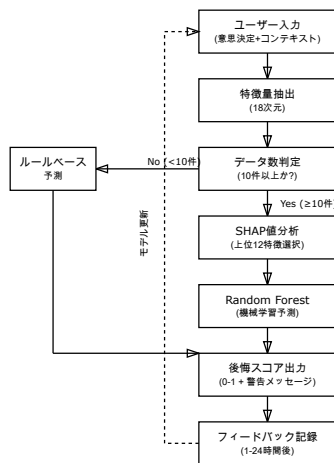 ユーザー入力
(意思決定+コンテキスト)
特徴量抽出
(18次元)
データ数判定
(10件以上か?)
No (<10件)
ルールベース
予測
Yes (≥10件)
SHAP値分析
(上位12特徴選択)
モデル更新
Random Forest
(機械学習予測)
後悔スコア出力
(0-1 + 警告メッセージ)
フィードバック記録
(1-24時間後)